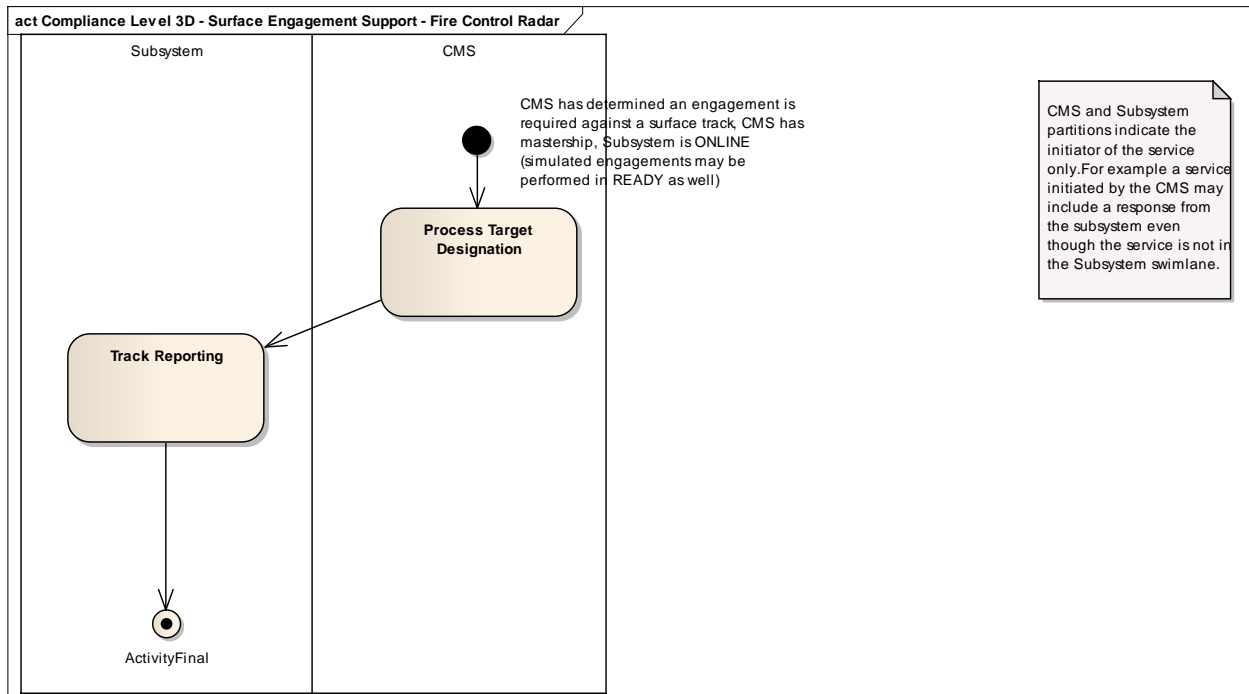 act Compliance Level 3D - Surface Engagement Support - Fire Control Radar
Subsystem
CMS
CMS has determined an engagement is
required against a surface track, CMS has
mastership, Subsystem is ONLINE
(simulated engagements may be
performed in READY as well)
CMS and Subsystem
partitions indicate the
initiator of the service
only.For example a service
initiated by the CMS may
include a response from
the subsystem even
though the service is not in
the Subsystem swimlane.
Process Target
Designation
Track Reporting
ActivityFinal